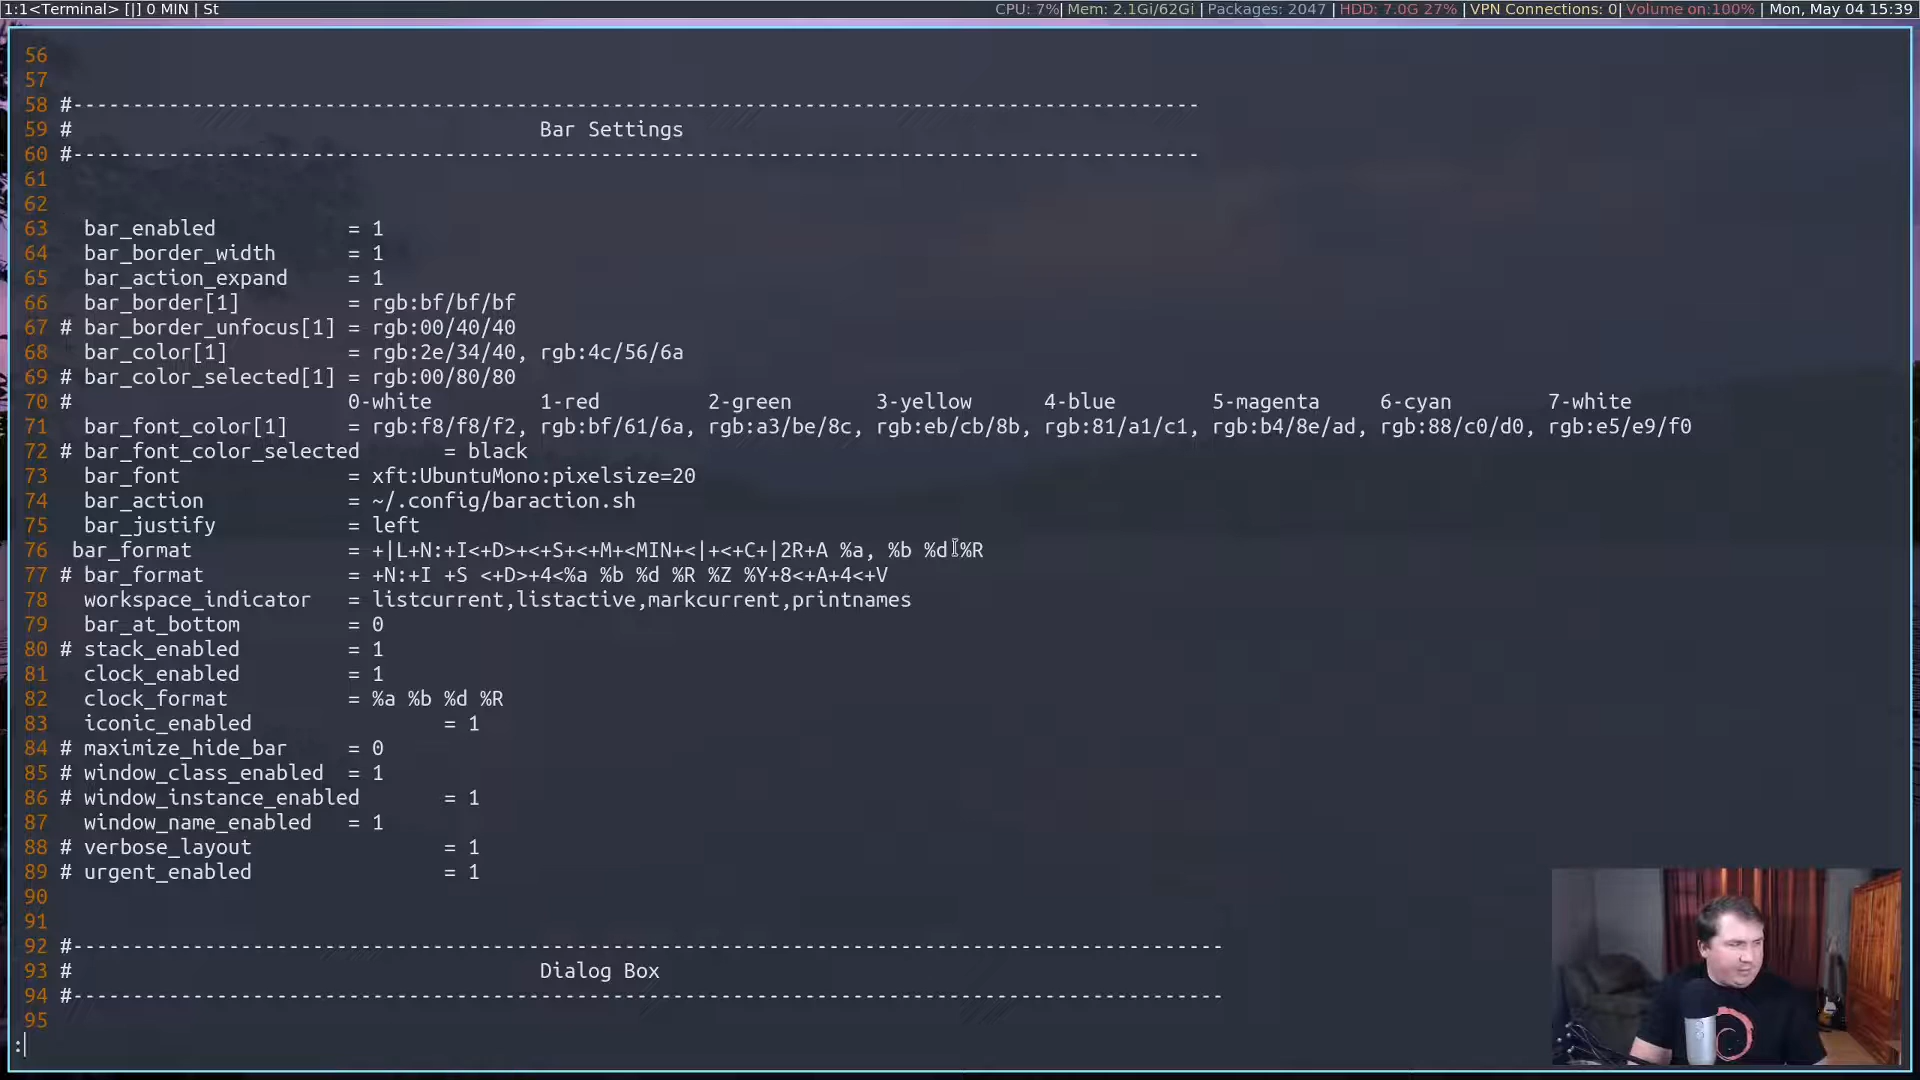 1:1<Terminal> [|] 0 MIN | St
CPU: 7%| Mem: 2.1Gi/62Gi | Packages: 2047 | HDD: 7.0G 27% | VPN Connections: 0| Volume on:100% | Mon, May 04 15:39
56
57
58 #----------------------------------------------------------------------------------------------
59 # Bar Settings
60 #----------------------------------------------------------------------------------------------
61
62
63 bar_enabled = 1
64 bar_border_width = 1
65 bar_action_expand = 1
66 bar_border[1] = rgb:bf/bf/bf
67 # bar_border_unfocus[1] = rgb:00/40/40
68 bar_color[1] = rgb:2e/34/40, rgb:4c/56/6a
69 # bar_color_selected[1] = rgb:00/80/80
70 # 0-white 1-red 2-green 3-yellow 4-blue 5-magenta 6-cyan 7-white
71 bar_font_color[1] = rgb:f8/f8/f2, rgb:bf/61/6a, rgb:a3/be/8c, rgb:eb/cb/8b, rgb:81/a1/c1, rgb:b4/8e/ad, rgb:88/c0/d0, rgb:e5/e9/f0
72 # bar_font_color_selected = black
73 bar_font = xft:UbuntuMono:pixelsize=20
74 bar_action = ~/.config/baraction.sh
75 bar_justify = left
76 bar_format = +|L+N:+I<+D>+<+S+<+M+<MIN+<|+<+C+|2R+A %a, %b %d %R
77 # bar_format = +N:+I +S <+D>+4<%a %b %d %R %Z %Y+8<+A+4<+V
78 workspace_indicator = listcurrent,listactive,markcurrent,printnames
79 bar_at_bottom = 0
80 # stack_enabled = 1
81 clock_enabled = 1
82 clock_format = %a %b %d %R
83 iconic_enabled = 1
84 # maximize_hide_bar = 0
85 # window_class_enabled = 1
86 # window_instance_enabled = 1
87 window_name_enabled = 1
88 # verbose_layout = 1
89 # urgent_enabled = 1
90
91
92 #------------------------------------------------------------------------------------------------
93 # Dialog Box
94 #------------------------------------------------------------------------------------------------
95
: